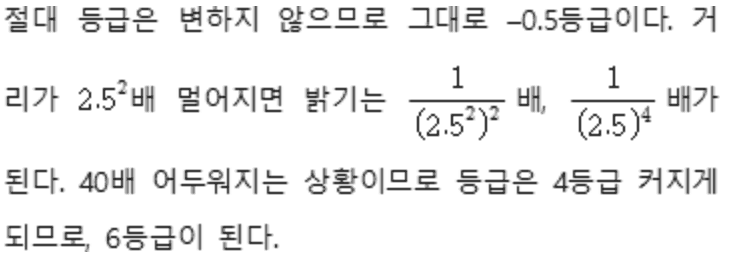 절대 등급은 변하지 않으므로 그대로 –0.5등급이다. 거
리가 2.5²배 멀어지면 밝기는 1/(2.5²)² 배, 1/(2.5)⁴ 배가
된다. 40배 어두워지는 상황이므로 등급은 4등급 커지게
되므로, 6등급이 된다.